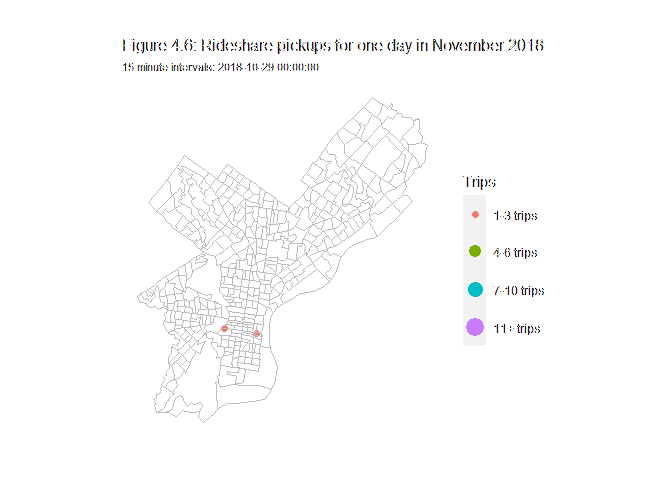 Figure 4.6: Rideshare pickups for one day in November 2018
15 minute intervals: 2018-10-29 00:00:00
Trips
1-3 trips
4-6 trips
7-10 trips
11+ trips